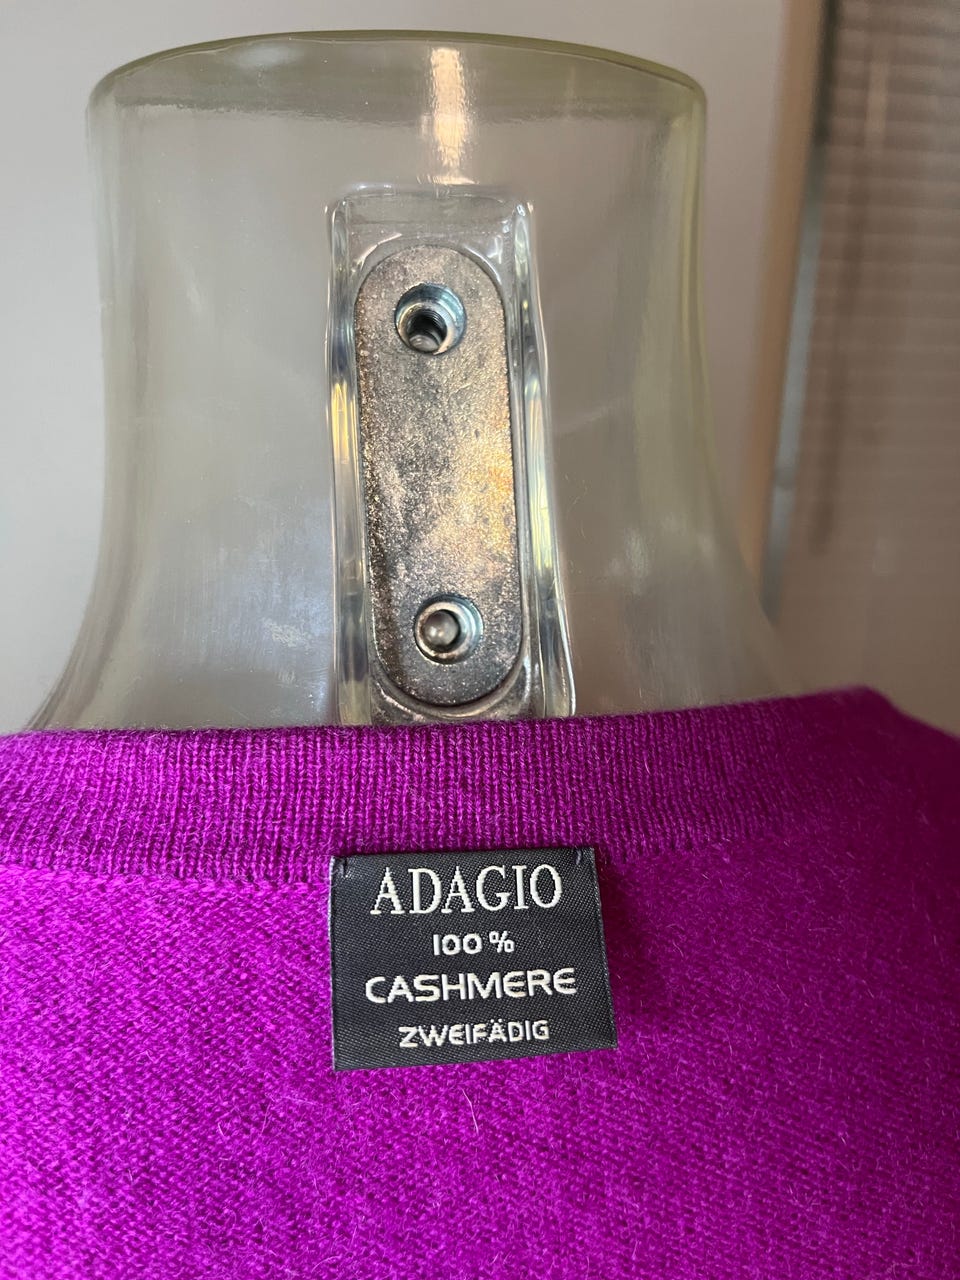 ADAGIO
100 %
CASHMERE
ZWEIFÄDIG